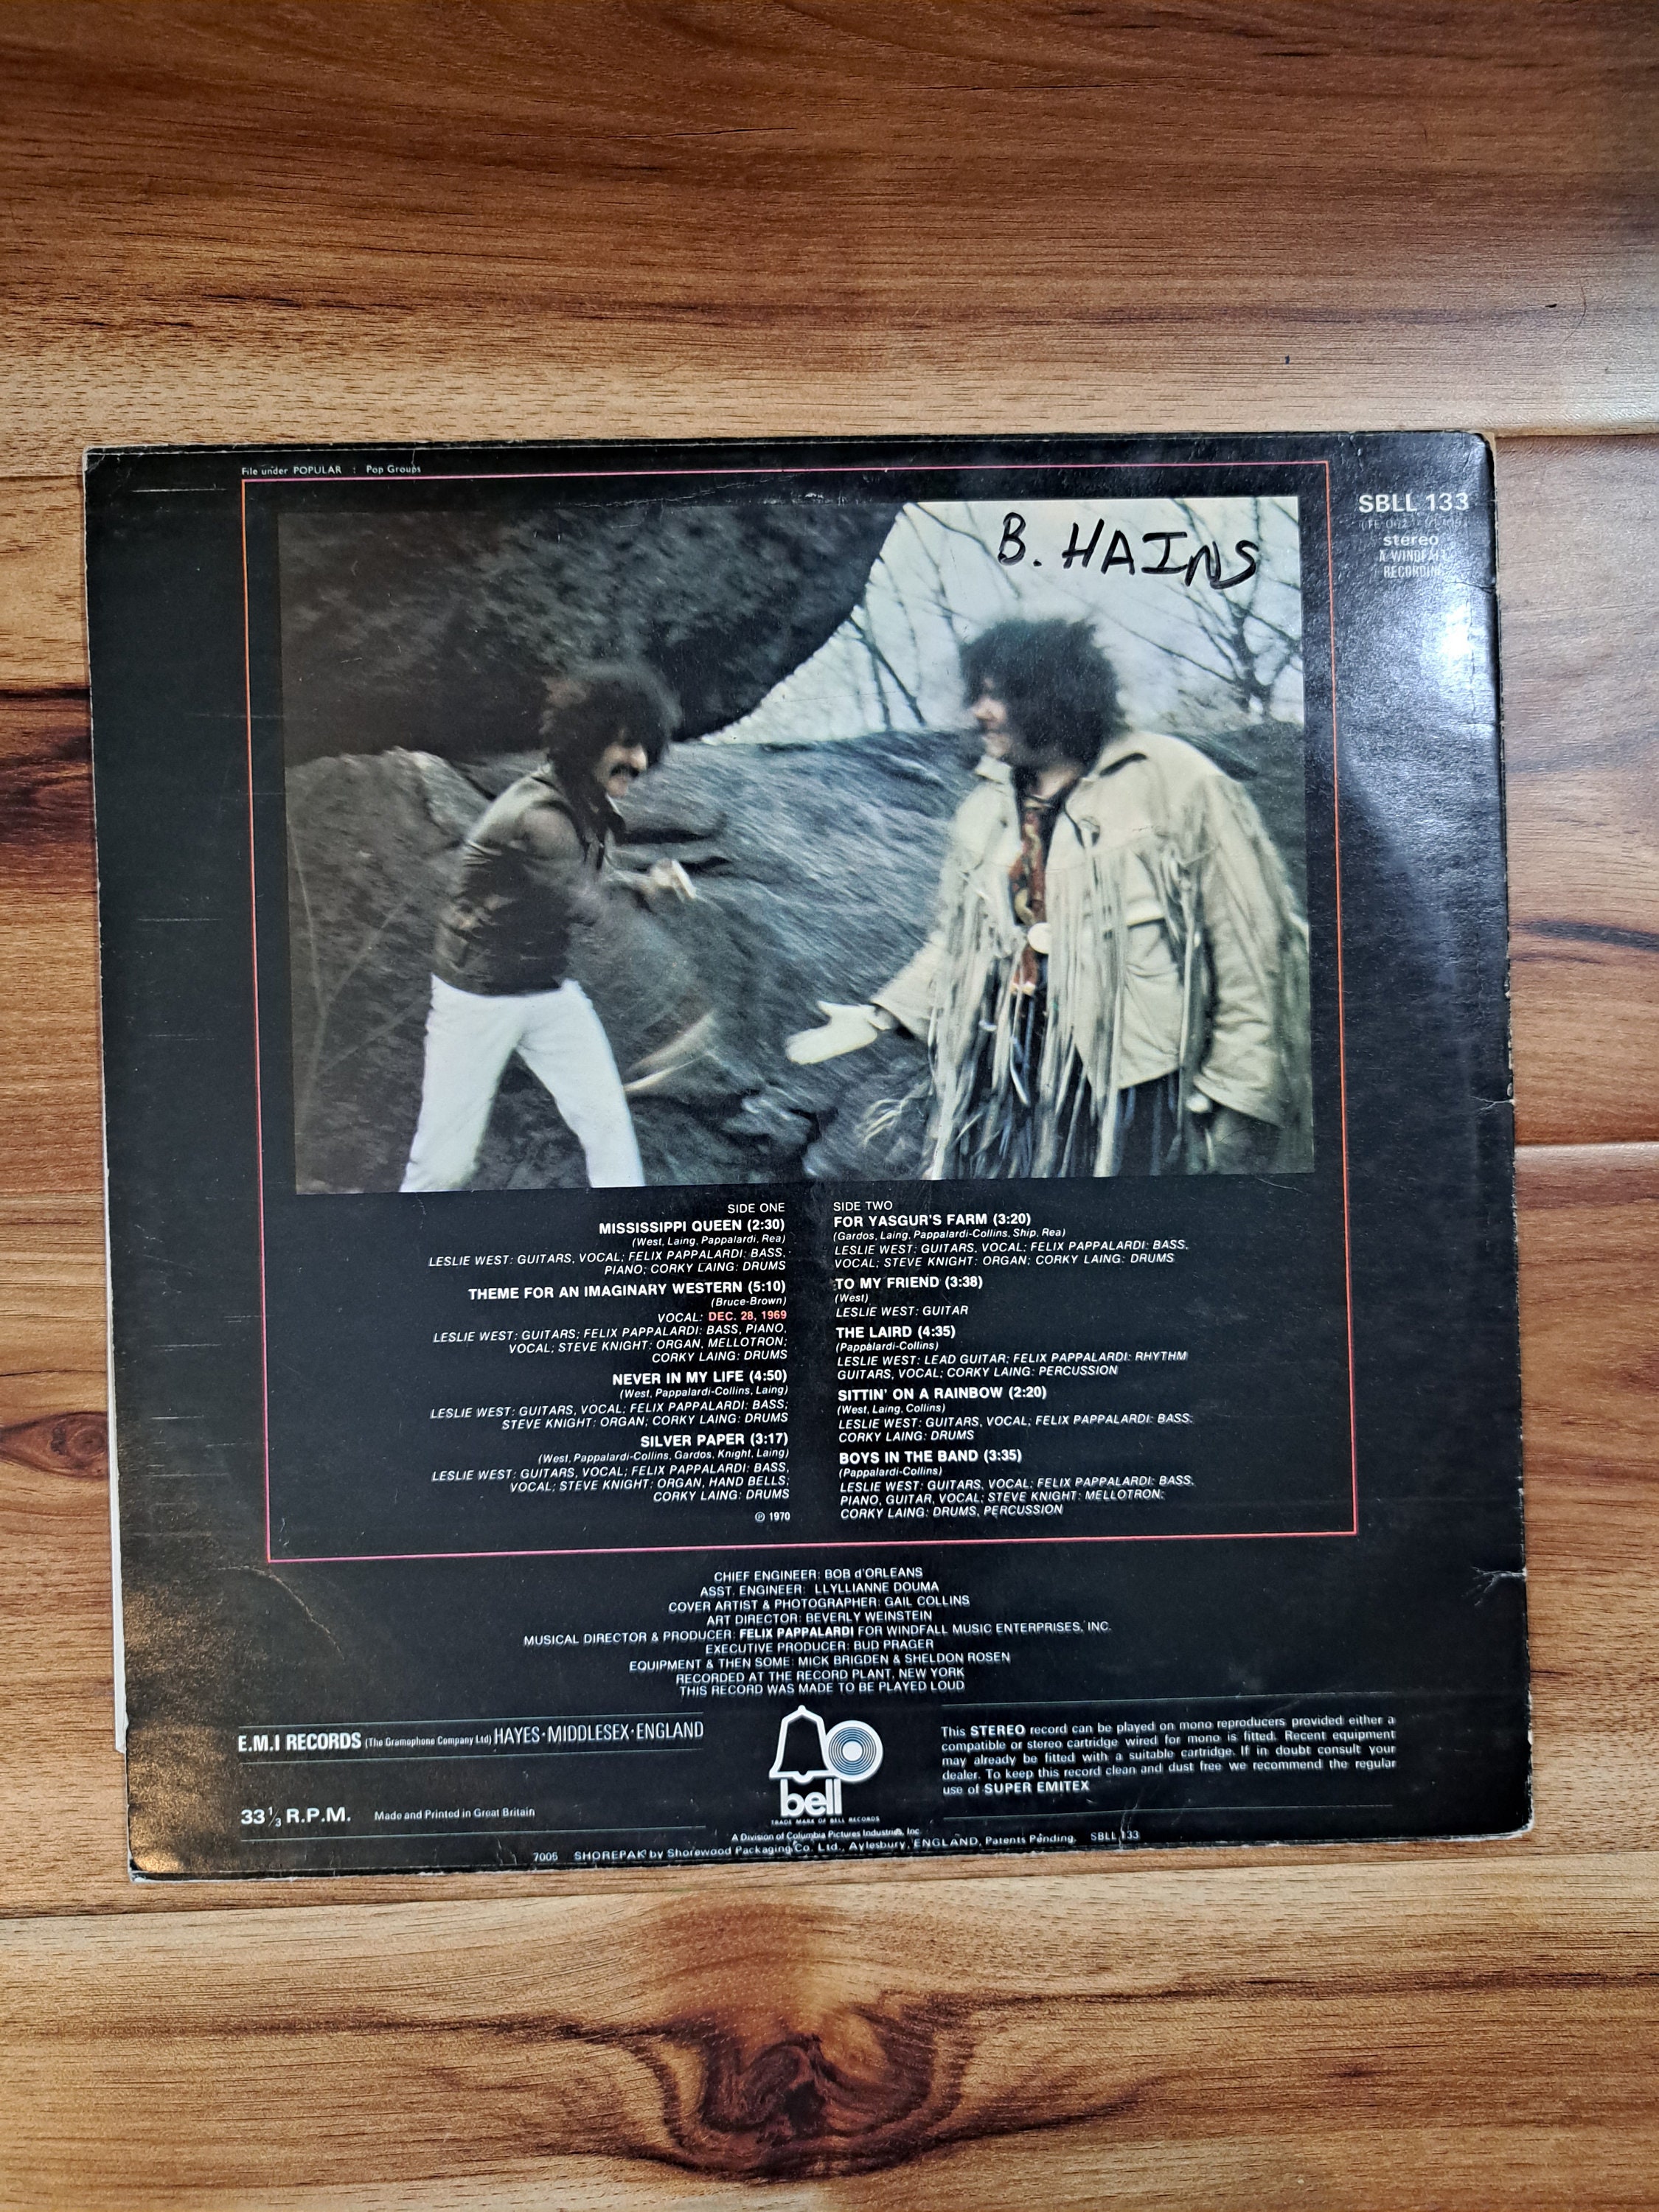 File under POPULAR : Pop Groups
SBLL 133
stereo
A WINDFALL
RECORDING
B. HAINS
SIDE ONE
MISSISSIPPI QUEEN (2:30)
(West, Laing, Pappalardi, Rea)
LESLIE WEST: GUITARS, VOCAL; FELIX PAPPALARDI: BASS,
PIANO; CORKY LAING: DRUMS
THEME FOR AN IMAGINARY WESTERN (5:10)
(Bruce-Brown)
VOCAL: DEC. 28, 1969
LESLIE WEST: GUITARS; FELIX PAPPALARDI: BASS, PIANO,
VOCAL; STEVE KNIGHT: ORGAN, MELLOTRON;
CORKY LAING: DRUMS
NEVER IN MY LIFE (4:50)
(West, Pappalardi-Collins, Laing)
LESLIE WEST: GUITARS, VOCAL; FELIX PAPPALARDI: BASS;
STEVE KNIGHT: ORGAN; CORKY LAING: DRUMS
SILVER PAPER (3:17)
(West, Pappalardi-Collins, Gardos, Knight, Laing)
LESLIE WEST: GUITARS, VOCAL; FELIX PAPPALARDI: BASS,
VOCAL; STEVE KNIGHT: ORGAN, HAND BELLS;
CORKY LAING: DRUMS
℗ 1970
SIDE TWO
FOR YASGUR'S FARM (3:20)
(Gardos, Laing, Pappalardi-Collins, Ship, Rea)
LESLIE WEST: GUITARS, VOCAL; FELIX PAPPALARDI: BASS,
VOCAL; STEVE KNIGHT: ORGAN; CORKY LAING: DRUMS
TO MY FRIEND (3:38)
(West)
LESLIE WEST: GUITAR
THE LAIRD (4:35)
(Pappalardi-Collins)
LESLIE WEST: LEAD GUITAR; FELIX PAPPALARDI: RHYTHM
GUITARS, VOCAL; CORKY LAING: PERCUSSION
SITTIN' ON A RAINBOW (2:20)
(West, Laing, Collins)
LESLIE WEST: GUITARS, VOCAL; FELIX PAPPALARDI: BASS;
CORKY LAING: DRUMS
BOYS IN THE BAND (3:35)
(Pappalardi-Collins)
LESLIE WEST: GUITARS, VOCAL; FELIX PAPPALARDI: BASS,
PIANO, GUITAR, VOCAL; STEVE KNIGHT: MELLOTRON;
CORKY LAING: DRUMS, PERCUSSION
CHIEF ENGINEER: BOB d'ORLEANS
ASST. ENGINEER: LLYLLIANNE DOUMA
COVER ARTIST & PHOTOGRAPHER: GAIL COLLINS
ART DIRECTOR: BEVERLY WEINSTEIN
MUSICAL DIRECTOR & PRODUCER: FELIX PAPPALARDI FOR WINDFALL MUSIC ENTERPRISES, INC.
EXECUTIVE PRODUCER: BUD PRAGER
EQUIPMENT & THEN SOME: MICK BRIGDEN & SHELDON ROSEN
RECORDED AT THE RECORD PLANT, NEW YORK
THIS RECORD WAS MADE TO BE PLAYED LOUD
E.M.I RECORDS (The Gramophone Company Ltd) HAYES·MIDDLESEX·ENGLAND
33⅓ R.P.M. Made and Printed in Great Britain
bell
TRADE MARK OF BELL RECORDS
A Division of Columbia Pictures Industries, Inc.
This STEREO record can be played on mono reproducers provided either a
compatible or stereo cartridge wired for mono is fitted. Recent equipment
may already be fitted with a suitable cartridge. If in doubt consult your
dealer. To keep this record clean and dust free we recommend the regular
use of SUPER EMITEX
7005 SHOREPAK by Shorewood Packaging Co. Ltd., Aylesbury, ENGLAND, Patents Pending. SBLL 133